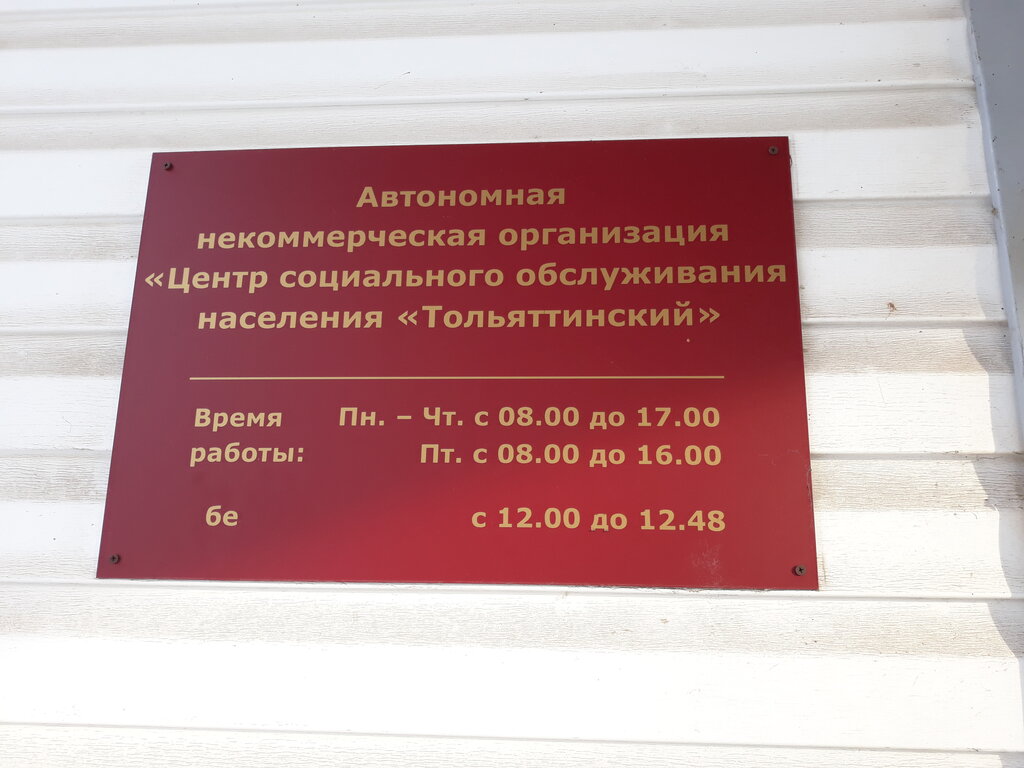 Автономная
некоммерческая организация
«Центр социального обслуживания
населения «Тольяттинский»
Время Пн. – Чт. с 08.00 до 17.00
работы: Пт. с 08.00 до 16.00
бе с 12.00 до 12.48